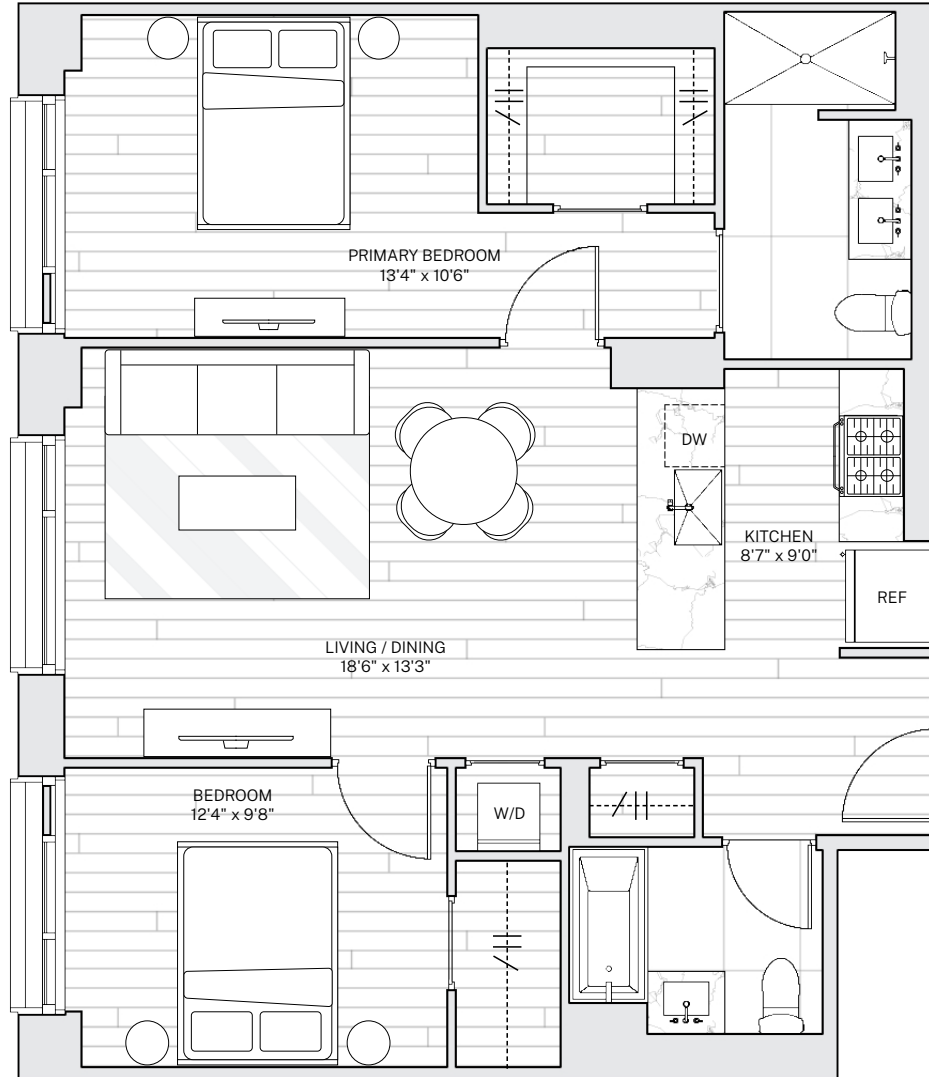 PRIMARY BEDROOM
13'4" x 10'6"
DW
KITCHEN
8'7" x 9'0"
REF
LIVING / DINING
18'6" x 13'3"
BEDROOM
12'4" x 9'8"
W/D